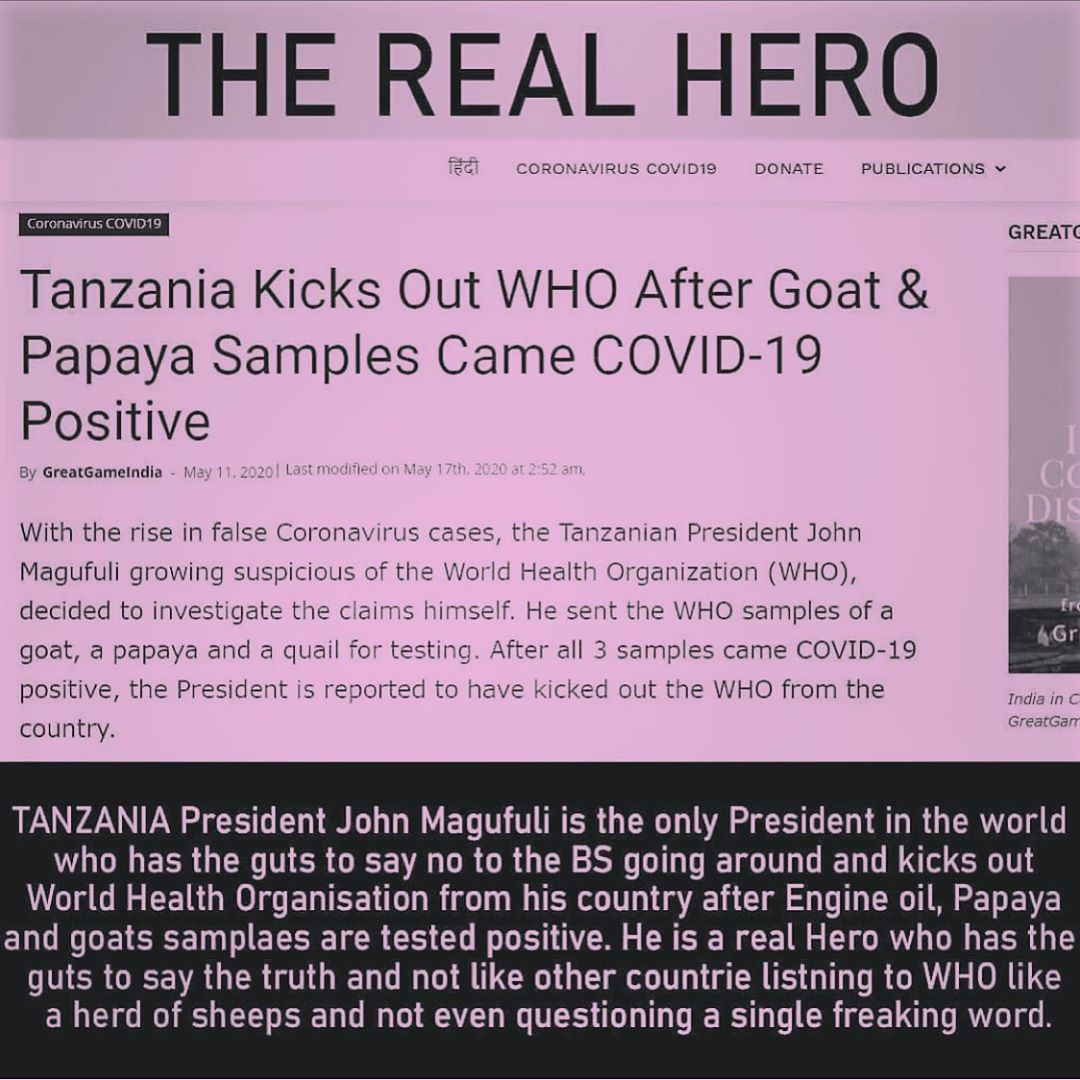 THE REAL HERO
हिंदी CORONAVIRUS COVID19 DONATE PUBLICATIONS
Coronavirus COVID19
GREATG
Tanzania Kicks Out WHO After Goat &
Papaya Samples Came COVID-19
Positive
By GreatGameIndia - May 11, 2020| Last modified on May 17th, 2020 at 2:52 am,
With the rise in false Coronavirus cases, the Tanzanian President John
Magufuli growing suspicious of the World Health Organization (WHO),
decided to investigate the claims himself. He sent the WHO samples of a
goat, a papaya and a quail for testing. After all 3 samples came COVID-19
positive, the President is reported to have kicked out the WHO from the
country.
I
Co
DIS
fro
Gr
India in C
GreatGam
TANZANIA President John Magufuli is the only President in the world
who has the guts to say no to the BS going around and kicks out
World Health Organisation from his country after Engine oil, Papaya
and goats samplaes are tested positive. He is a real Hero who has the
guts to say the truth and not like other countrie listning to WHO like
a herd of sheeps and not even questioning a single freaking word.